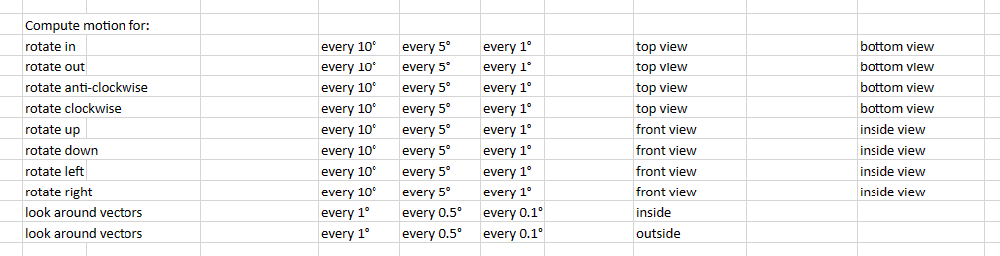 Compute motion for:
rotate in every 10° every 5° every 1° top view bottom view
rotate out every 10° every 5° every 1° top view bottom view
rotate anti-clockwise every 10° every 5° every 1° top view bottom view
rotate clockwise every 10° every 5° every 1° top view bottom view
rotate up every 10° every 5° every 1° front view inside view
rotate down every 10° every 5° every 1° front view inside view
rotate left every 10° every 5° every 1° front view inside view
rotate right every 10° every 5° every 1° front view inside view
look around vectors every 1° every 0.5° every 0.1° inside
look around vectors every 1° every 0.5° every 0.1° outside